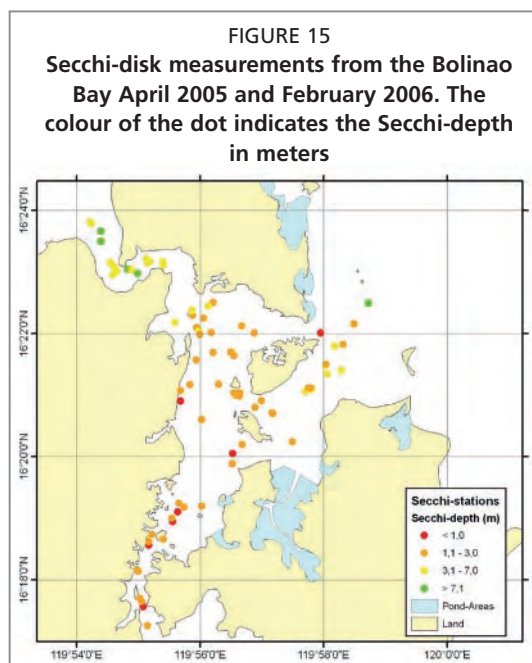 FIGURE 15
Secchi-disk measurements from the Bolinao
Bay April 2005 and February 2006. The
colour of the dot indicates the Secchi-depth
in meters
16°24'0"N
16°22'0"N
16°20'0"N
16°18'0"N
Secchi-stations
Secchi-depth (m)
< 1,0
1,1 - 3,0
3,1 - 7,0
> 7,1
Pond-Areas
Land
119°54'0"E
119°56'0"E
119°58'0"E
120°0'0"E